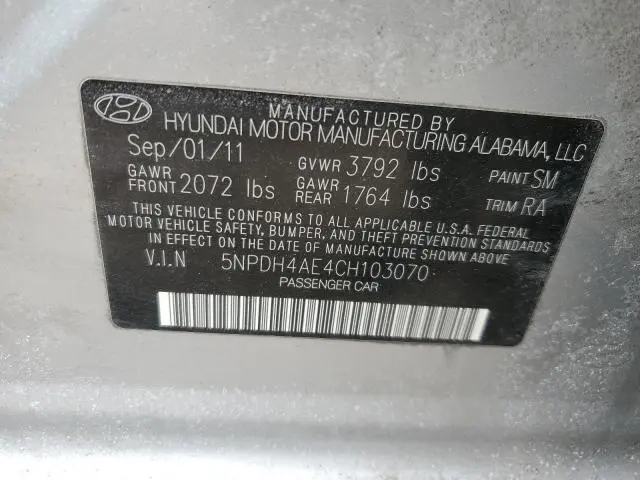 MANUFACTURED BY
HYUNDAI MOTOR MANUFACTURING ALABAMA, LLC
Sep/01/11 GVWR 3792 lbs PAINT SM
GAWR FRONT 2072 lbs GAWR REAR 1764 lbs TRIM RA
THIS VEHICLE CONFORMS TO ALL APPLICABLE U.S.A. FEDERAL
MOTOR VEHICLE SAFETY, BUMPER, AND THEFT PREVENTION
STANDARDS IN EFFECT ON THE DATE OF MANUFACTURE SHOWN ABOVE
V.I.N 5NPDH4AE4CH103070
PASSENGER CAR